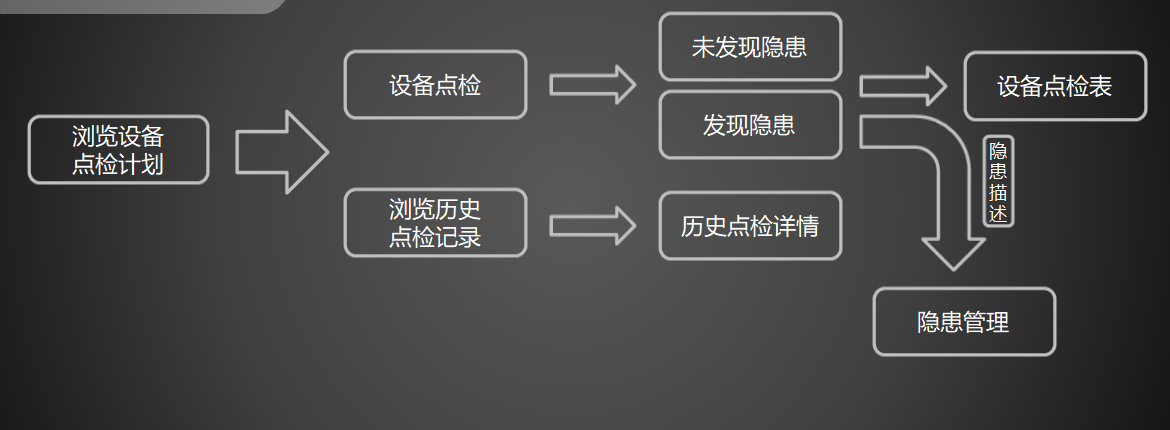 浏览设备
点检计划
设备点检
浏览历史
点检记录
未发现隐患
发现隐患
历史点检详情
设备点检表
隐患描述
隐患管理